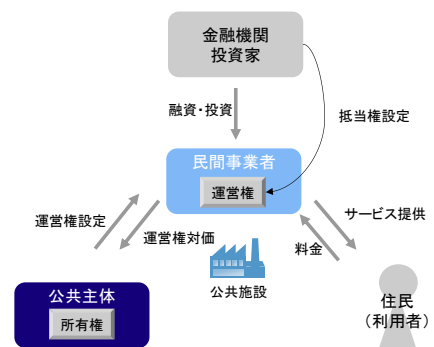 金融機関
投資家
融資・投資
抵当権設定
民間事業者
運営権
運営権設定
運営権対価
サービス提供
料金
公共施設
公共主体
所有権
住民
（利用者）